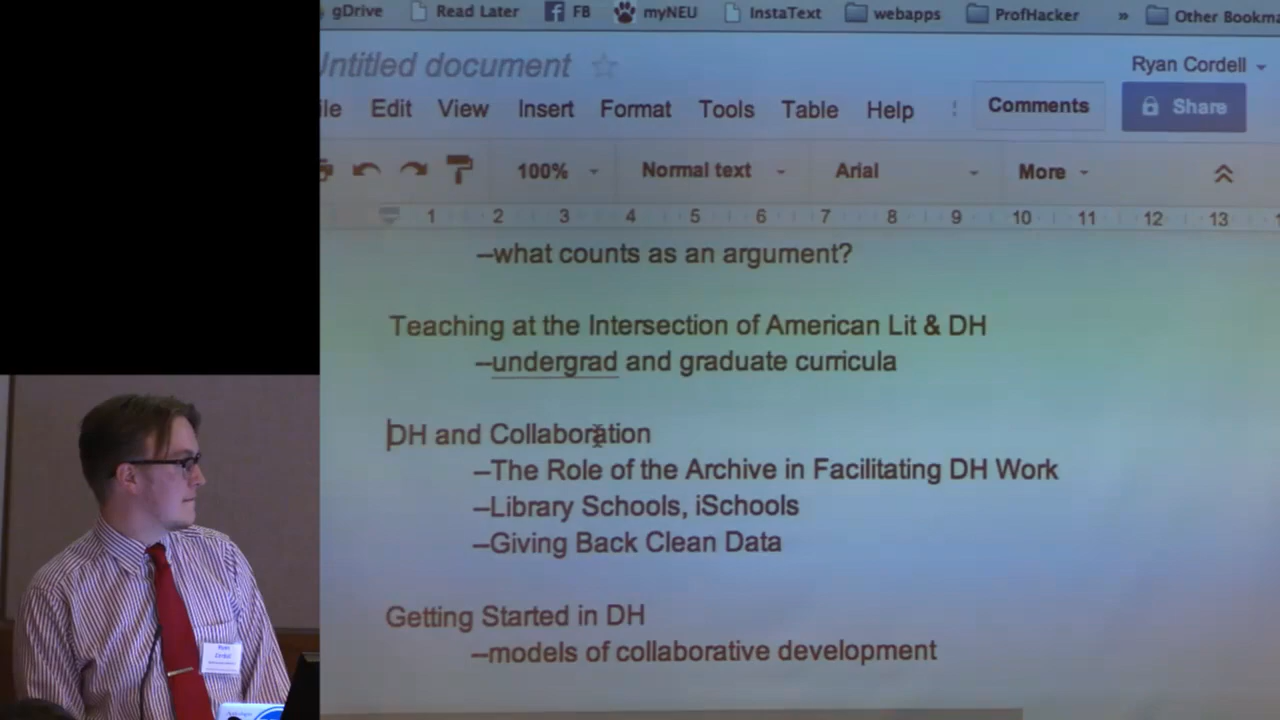 gDrive Read Later FB myNEU InstaText webapps ProfHacker » Other Bookma
Untitled document
Ryan Cordell
ile Edit View Insert Format Tools Table Help Comments Share
100% Normal text Arial More
1 2 3 4 5 6 7 8 9 10 11 12 13
–what counts as an argument?
Teaching at the Intersection of American Lit & DH
–undergrad and graduate curricula
DH and Collaboration
–The Role of the Archive in Facilitating DH Work
–Library Schools, iSchools
–Giving Back Clean Data
Getting Started in DH
–models of collaborative development
Ryan
Cordell